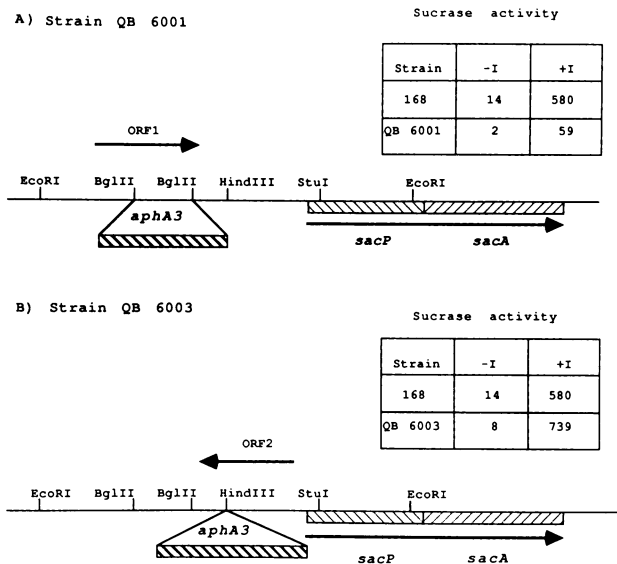 A) Strain QB 6001
Sucrase activity
Strain -I +I
168 14 580
QB 6001 2 59
ORF1
EcoRI BglII BglII HindIII StuI EcoRI
aphA3
sacP sacA
B) Strain QB 6003
Sucrase activity
Strain -I +I
168 14 580
QB 6003 8 739
ORF2
EcoRI BglII BglII HindIII StuI EcoRI
aphA3
sacP sacA